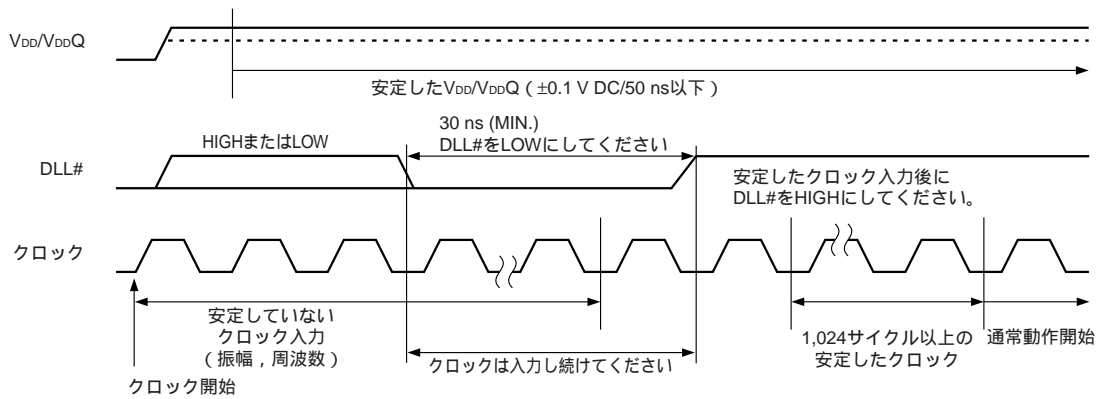 VDD/VDDQ
安定したVDD/VDDQ（±0.1 V DC/50 ns以下）
30 ns (MIN.)
HIGHまたはLOW
DLL#をLOWにしてください
DLL#
安定したクロック入力後に
DLL#をHIGHにしてください。
クロック
安定していない
クロック入力
（振幅，周波数）
1,024サイクル以上の
安定したクロック
通常動作開始
クロックは入力し続けてください
クロック開始